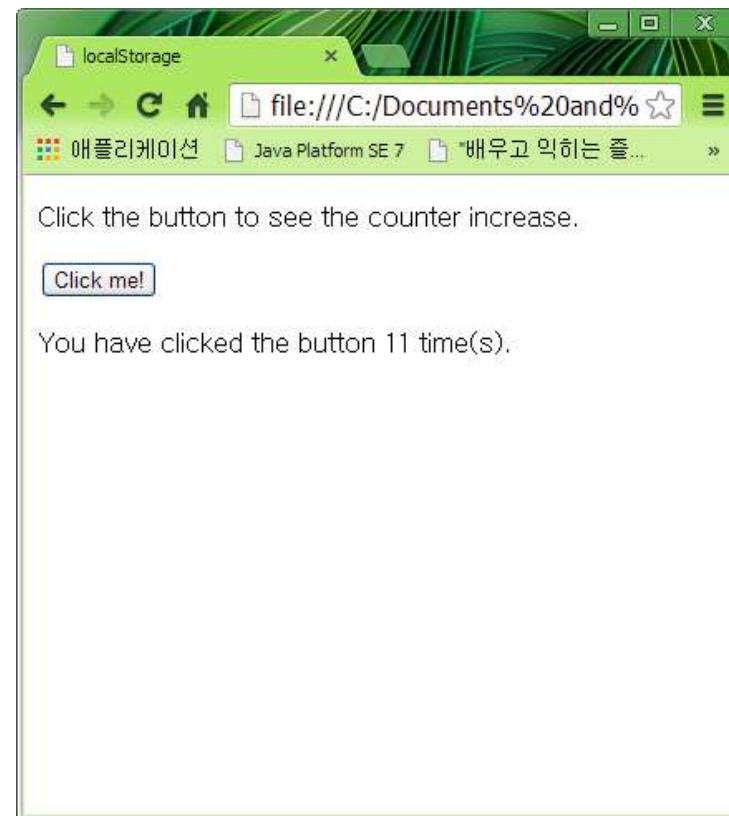 localStorage
file:///C:/Documents%20and%
애플리케이션 Java Platform SE 7 "배우고 익히는 즐... »
Click the button to see the counter increase.
Click me!
You have clicked the button 11 time(s).